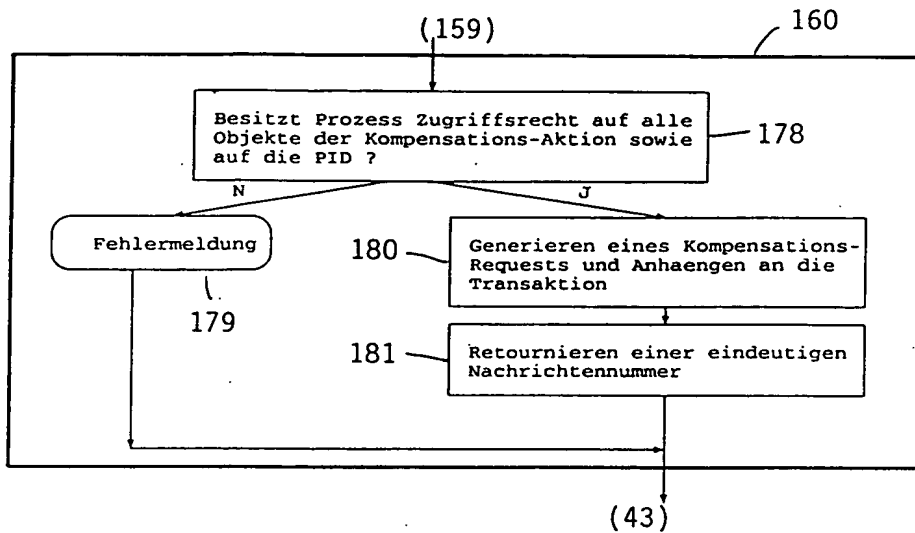 (159)
160
Besitzt Prozess Zugriffsrecht auf alle
Objekte der Kompensations-Aktion sowie
auf die PID ?
178
N
J
Fehlermeldung
179
180
Generieren eines Kompensations-
Requests und Anhaengen an die
Transaktion
181
Retournieren einer eindeutigen
Nachrichtennummer
(43)